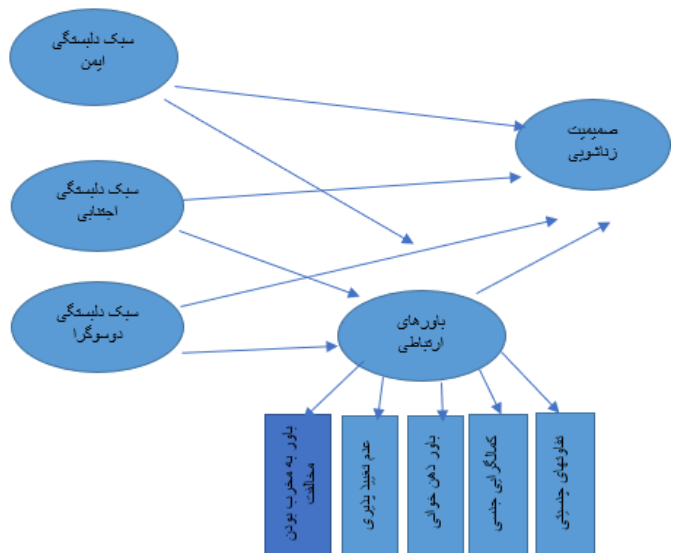 سبک دلبستگی
ایمن
صمیمیت
زناشویی
سبک دلبستگی
اجتنابی
سبک دلبستگی
دوسوگرا
باورهای
ارتباطی
باور به مخرب بودن
مخالفت
عدم تغییر پذیری
باور ذهن خوانی
کمالگرایی جنسی
تفاوتهای جنسیتی